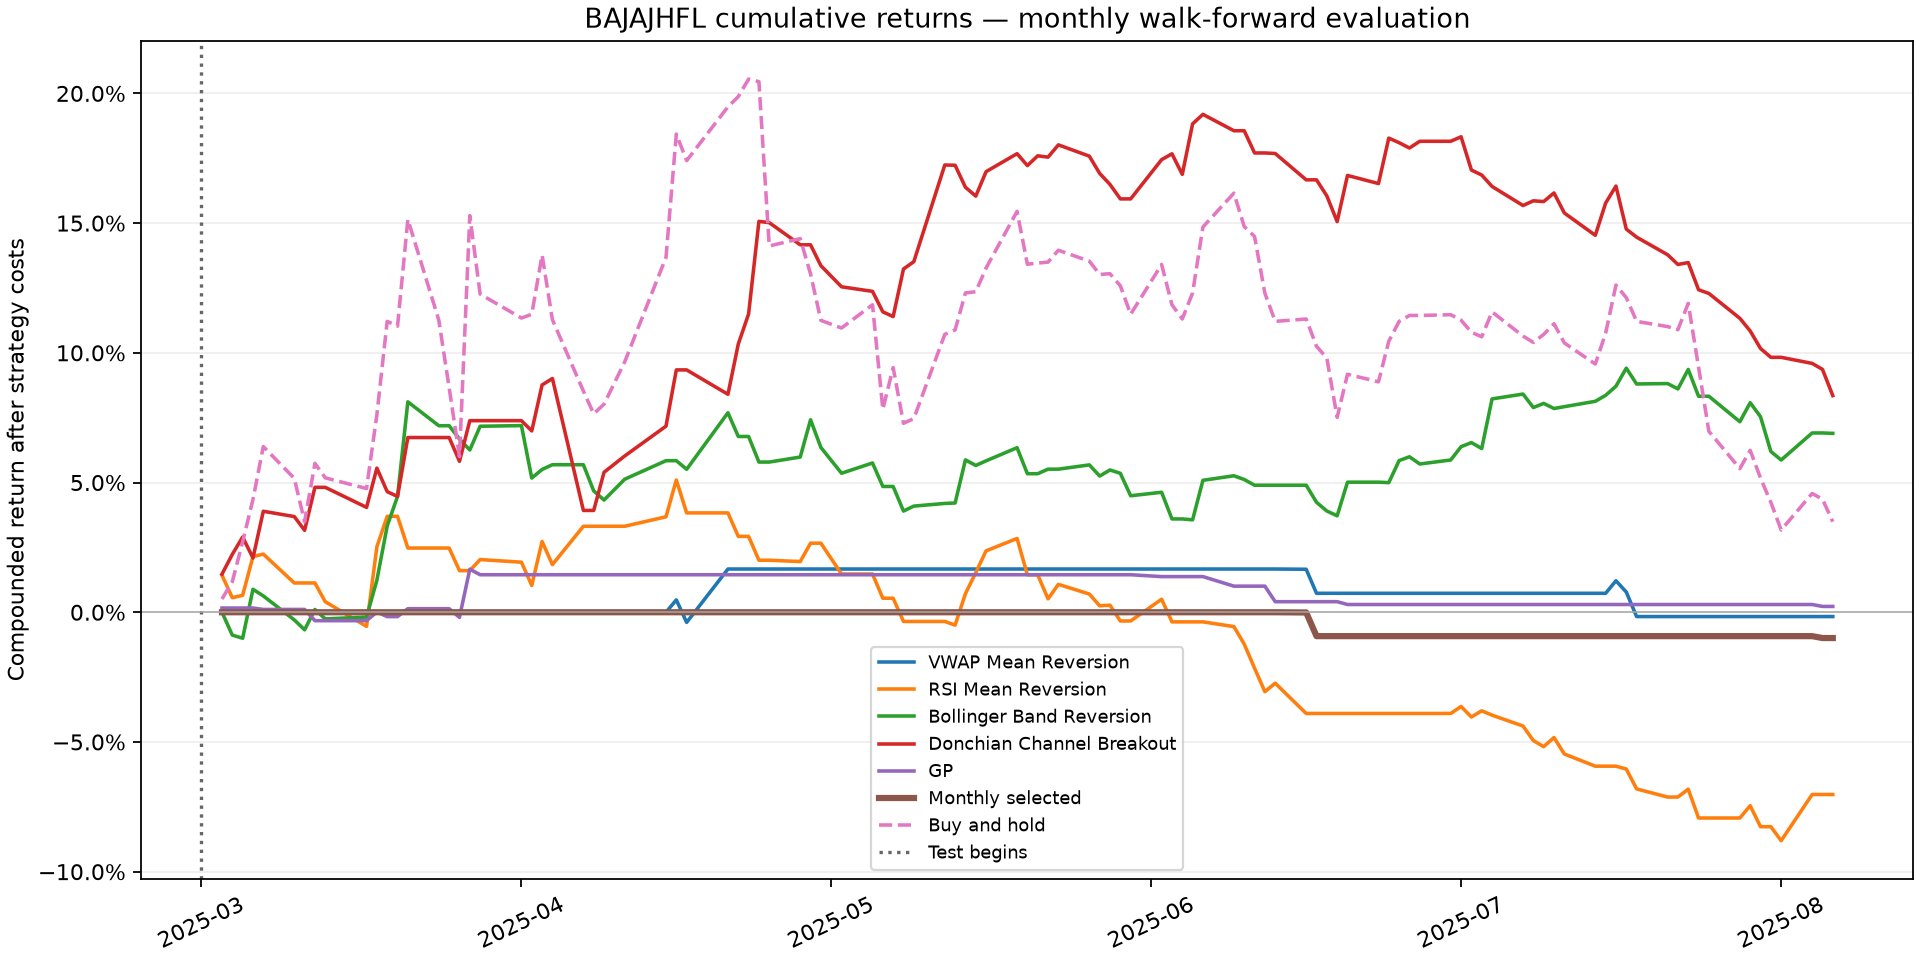 BAJAJHFL cumulative returns — monthly walk-forward evaluation
Compounded return after strategy costs
20.0%
15.0%
10.0%
5.0%
0.0%
−5.0%
−10.0%
VWAP Mean Reversion
RSI Mean Reversion
Bollinger Band Reversion
Donchian Channel Breakout
GP
Monthly selected
Buy and hold
Test begins
2025-03
2025-04
2025-05
2025-06
2025-07
2025-08